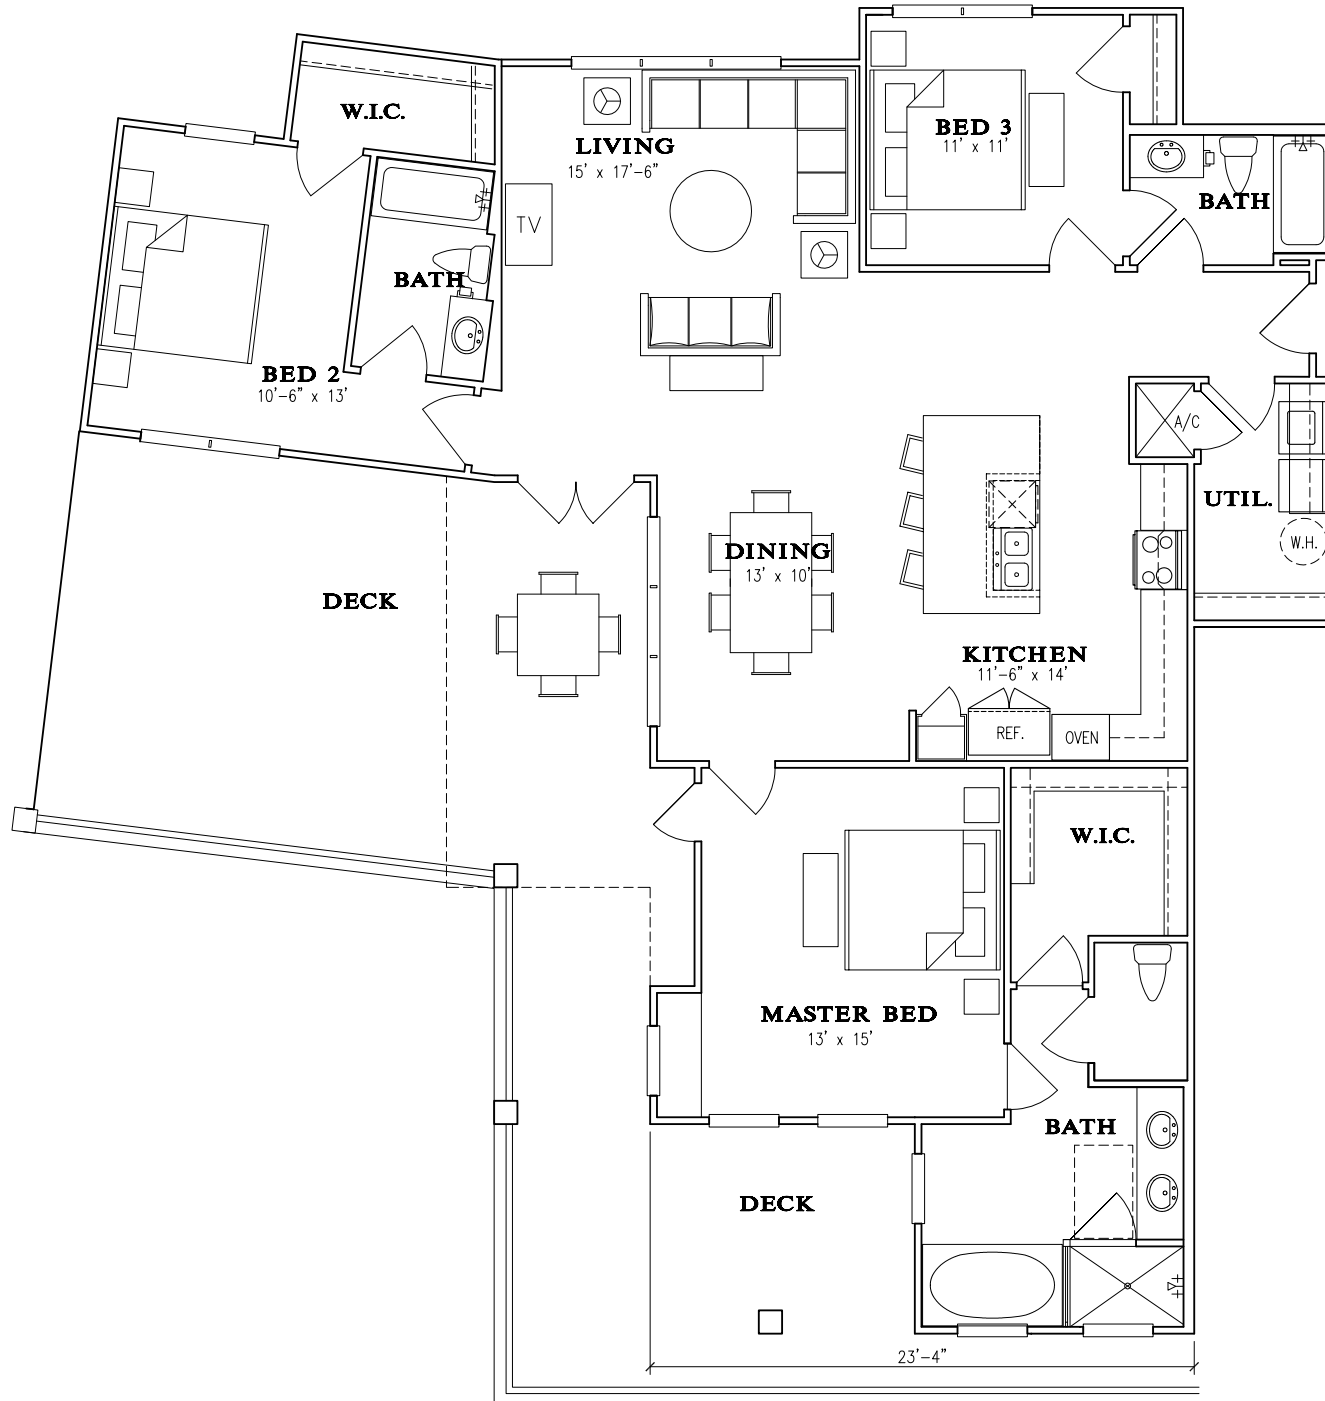 W.I.C.
BED 3
11' x 11'
LIVING
15' x 17'-6"
BATH
TV
BATH
BED 2
10'-6" x 13'
A/C
UTIL.
W.H.
DINING
13' x 10'
DECK
KITCHEN
11'-6" x 14'
REF.
OVEN
W.I.C.
MASTER BED
13' x 15'
BATH
DECK
23'-4"